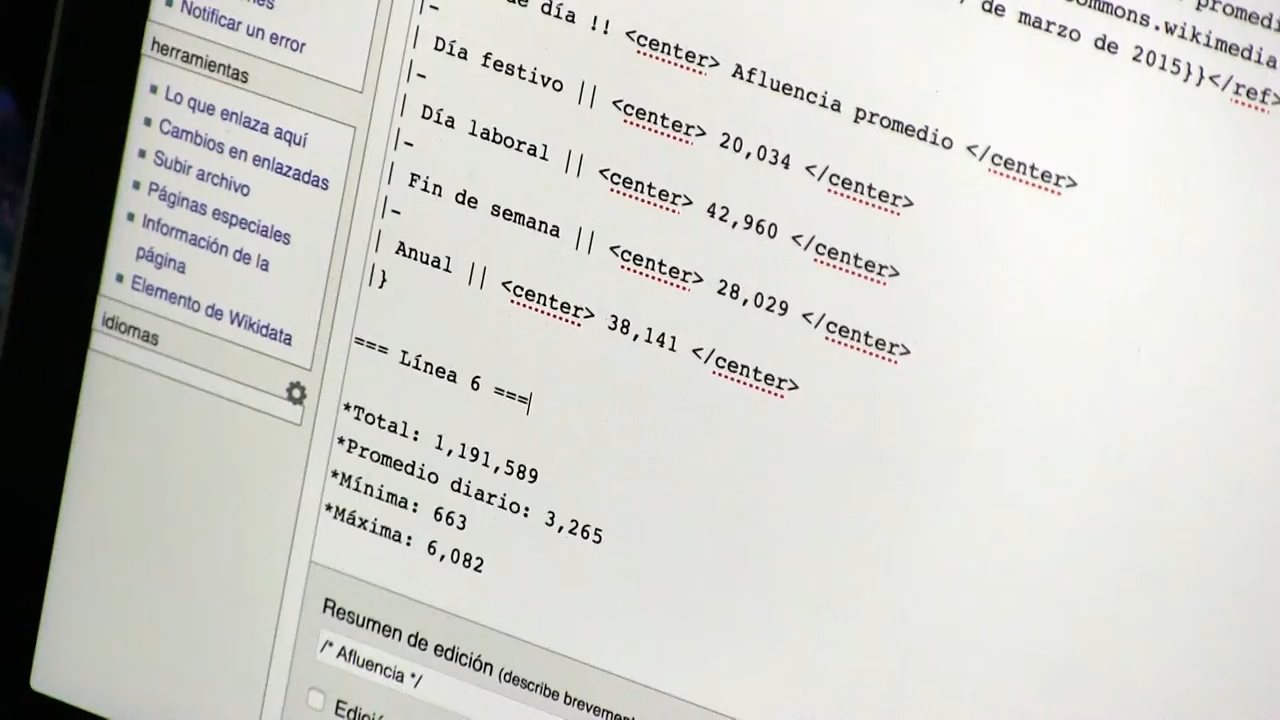 Notificar un error
herramientas
Lo que enlaza aquí
Cambios en enlazadas
Subir archivo
Páginas especiales
Información de la
página
Elemento de Wikidata
idiomas
commons.wikimedia
de marzo de 2015}}</ref>
|-
día !! <center> Afluencia promedio </center>
|-
| Día festivo || <center> 20,034 </center>
|-
| Día laboral || <center> 42,960 </center>
|-
| Fin de semana || <center> 28,029 </center>
|-
| Anual || <center> 38,141 </center>
|}
=== Línea 6 ===
*Total: 1,191,589
*Promedio diario: 3,265
*Mínima: 663
*Máxima: 6,082
Resumen de edición (describe
/* Afluencia */